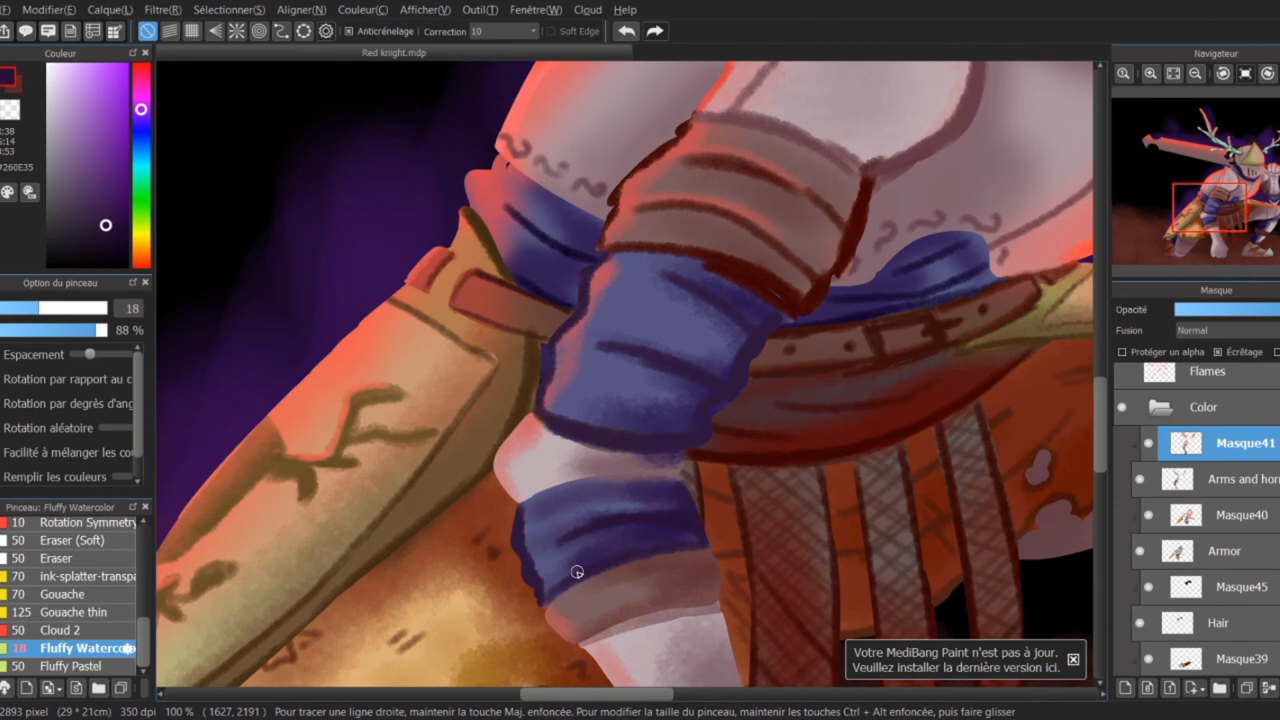 (F) Modifier(E) Calque(L) Filtre(R) Sélectionner(S) Aligner(N) Couleur(C) Afficher(V) Outil(T) Fenêtre(W) Cloud Help
Anticrénelage Correction 10 Soft Edge
Couleur
Red knight.mdp
Navigateur
:38
:14
:53
#260E35
Option du pinceau
18
88 %
Espacement
Rotation par rapport au c
Rotation par degrès d'ang
Rotation aléatoire
Facilité à mélanger les co
Remplir les couleurs
Pinceau: Fluffy Watercolor
10 Rotation Symmetry
50 Eraser (Soft)
50 Eraser
70 ink-splatter-transpa
70 Gouache
125 Gouache thin
50 Cloud 2
18 Fluffy Waterco
50 Fluffy Pastel
Masque
Opacité
Fusion Normal
Protéger un alpha Ecrêtage
Flames
Color
Masque41
Arms and hor
Masque40
Armor
Masque45
Hair
Masque39
Votre MediBang Paint n'est pas à jour.
Veuillez installer la dernière version ici.
2893 pixel (29 * 21cm) 350 dpi 100 % ( 1627, 2191 ) Pour tracer une ligne droite, maintenir la touche Maj. enfoncée. Pour modifier la taille du pinceau, maintenir les touches Ctrl + Alt enfoncée, puis faire glisser